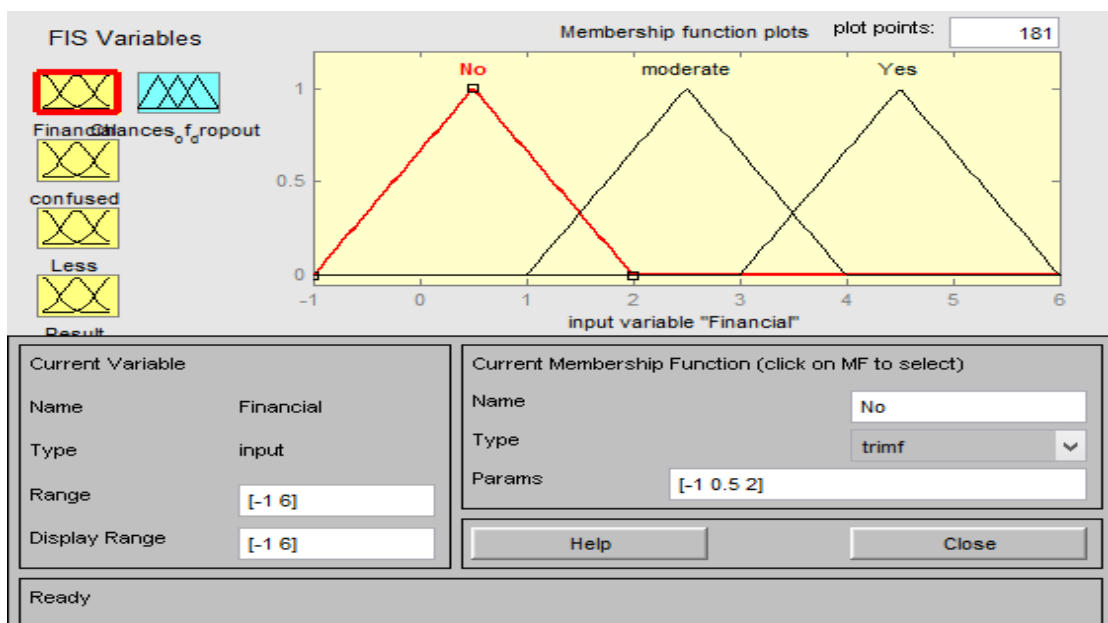 FIS Variables
Membership function plots
plot points:
181
No
moderate
Yes
1
0.5
0
-1
0
1
2
3
4
5
6
input variable "Financial"
Financial
Chances_of_dropout
confused
Less
Result
Current Variable
Name
Financial
Type
input
Range
[-1 6]
Display Range
[-1 6]
Current Membership Function (click on MF to select)
Name
No
Type
trimf
Params
[-1 0.5 2]
Help
Close
Ready